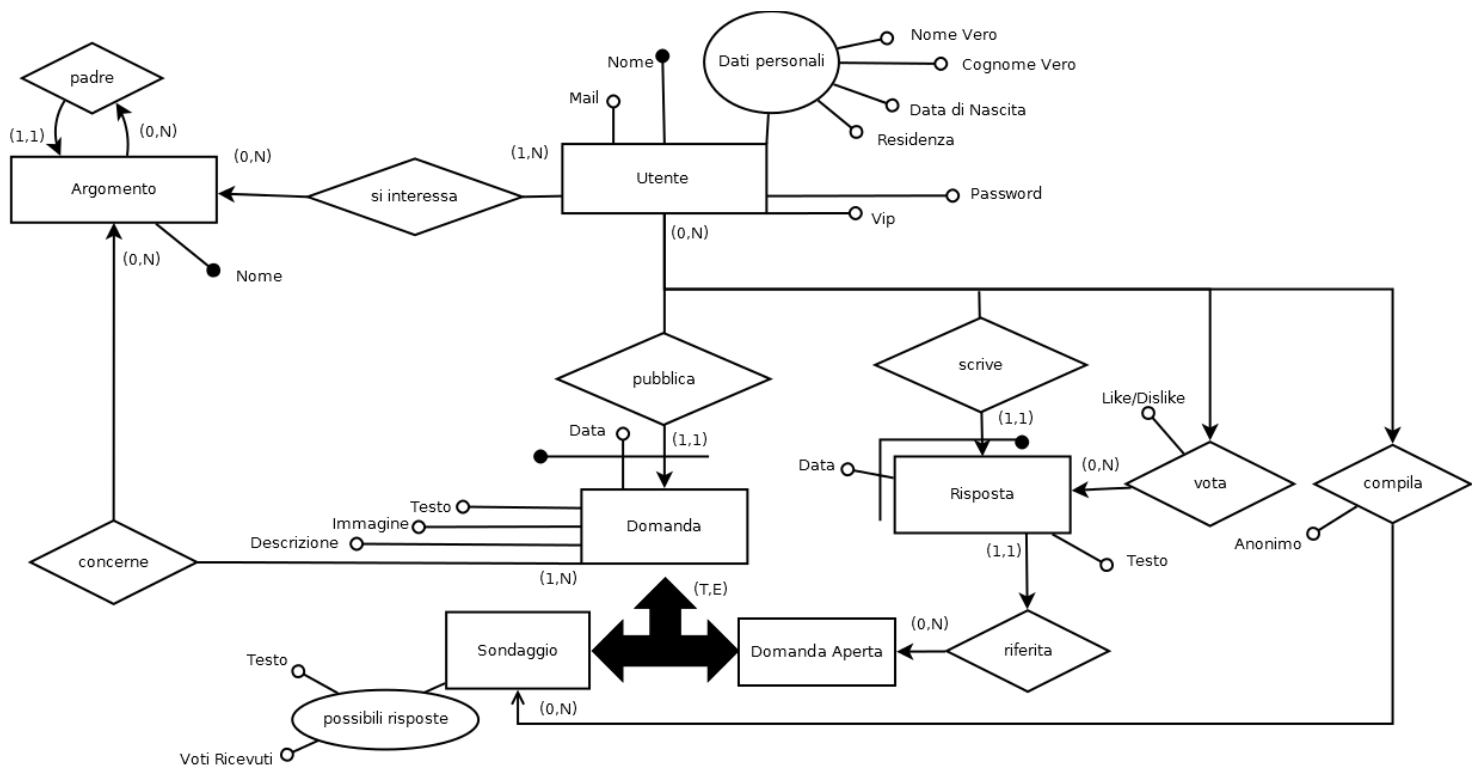 Nome Vero
Nome
Dati personali
Cognome Vero
padre
Mail
Data di Nascita
(1,1)
(0,N)
Residenza
(0,N)
(1,N)
Argomento
si interessa
Utente
Password
Vip
(0,N)
(0,N)
Nome
pubblica
scrive
Like/Dislike
(1,1)
Data
(1,1)
Data
(0,N)
Risposta
vota
compila
Testo
Immagine
Domanda
Descrizione
Anonimo
(1,1)
Testo
concerne
(1,N)
(T,E)
(0,N)
Sondaggio
Domanda Aperta
riferita
Testo
(0,N)
possibili risposte
Voti Ricevuti